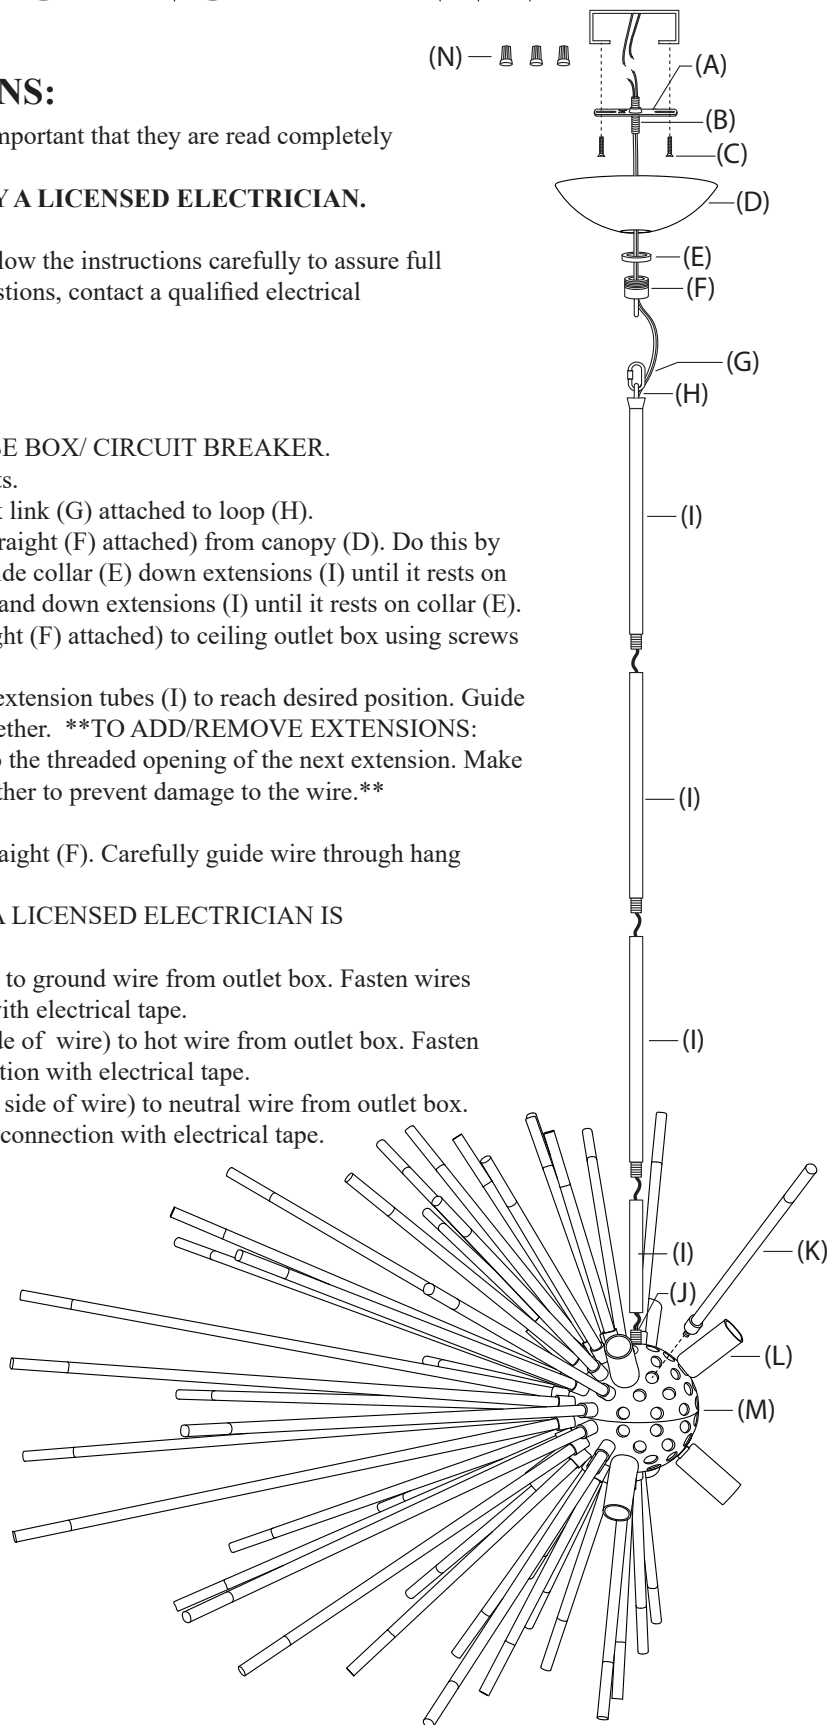 NS:
mportant that they are read completely
Y A LICENSED ELECTRICIAN.
low the instructions carefully to assure full
stions, contact a qualified electrical
SE BOX/ CIRCUIT BREAKER.
ts.
link (G) attached to loop (H).
raight (F) attached) from canopy (D). Do this by
ide collar (E) down extensions (I) until it rests on
and down extensions (I) until it rests on collar (E).
ght (F) attached) to ceiling outlet box using screws
extension tubes (I) to reach desired position. Guide
ether. **TO ADD/REMOVE EXTENSIONS:
o the threaded opening of the next extension. Make
ther to prevent damage to the wire.**
aight (F). Carefully guide wire through hang
A LICENSED ELECTRICIAN IS
to ground wire from outlet box. Fasten wires
with electrical tape.
de of wire) to hot wire from outlet box. Fasten
tion with electrical tape.
side of wire) to neutral wire from outlet box.
connection with electrical tape.
(N)
(A)
(B)
(C)
(D)
(E)
(F)
(G)
(H)
(I)
(I)
(I)
(I)
(K)
(J)
(L)
(M)